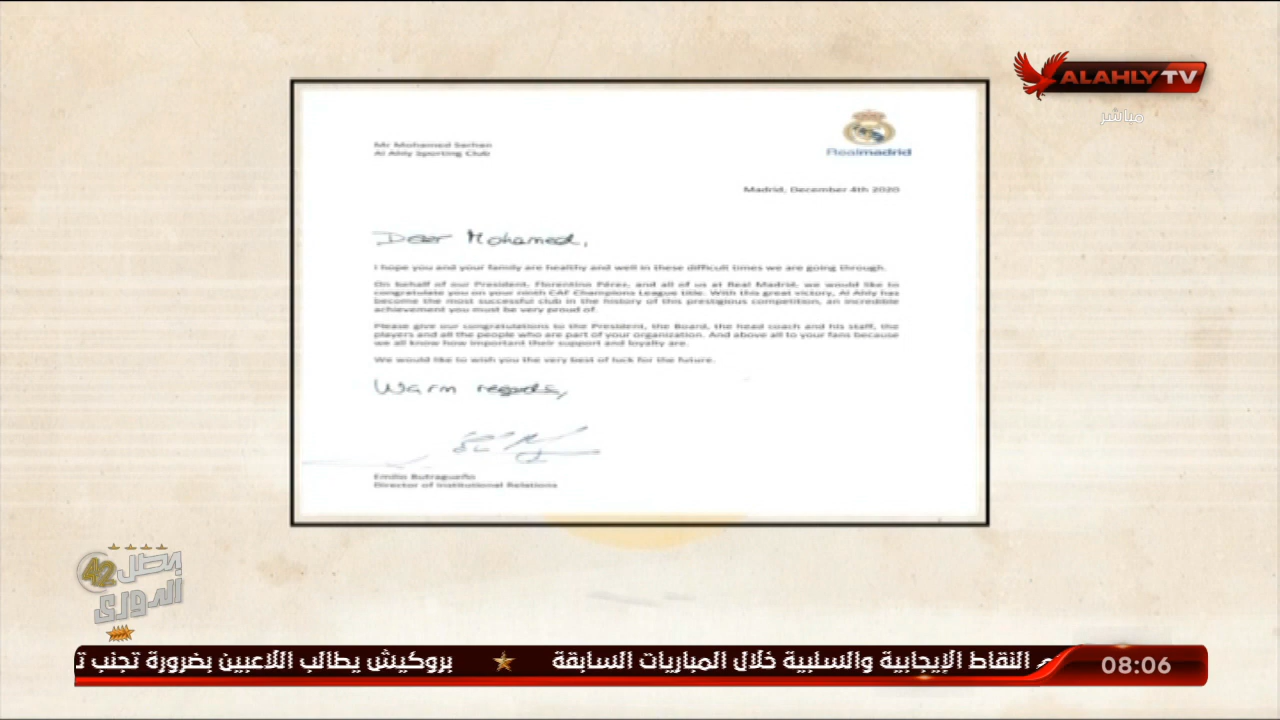 ALAHLY TV
مباشر
Realmadrid
Mr Mohamed Serhan
Al Ahly Sporting Club
Madrid, December 4th 2020
Dear Mohamed,
I hope you and your family are healthy and well in these difficult times we are going through.
On behalf of our President, Florentino Pérez, and all of us at Real Madrid, we would like to
congratulate you on your ninth CAF Champions League title. With this great victory, Al Ahly has
become the most successful club in the history of this prestigious competition, an incredible
achievement you must be very proud of.
Please give our congratulations to the President, the Board, the head coach and his staff, the
players and all the people who are part of your organization. And above all to your fans because
we all know how important their support and loyalty are.
We would like to wish you the very best of luck for the future.
Warm regards,
Emilio Butragueño
Director of Institutional Relations
بطل 42
الدورى
م النقاط الإيجابية والسلبية خلال المباريات السابقة ★ بروكيش يطالب اللاعبين بضرورة تجنب ت
08:06